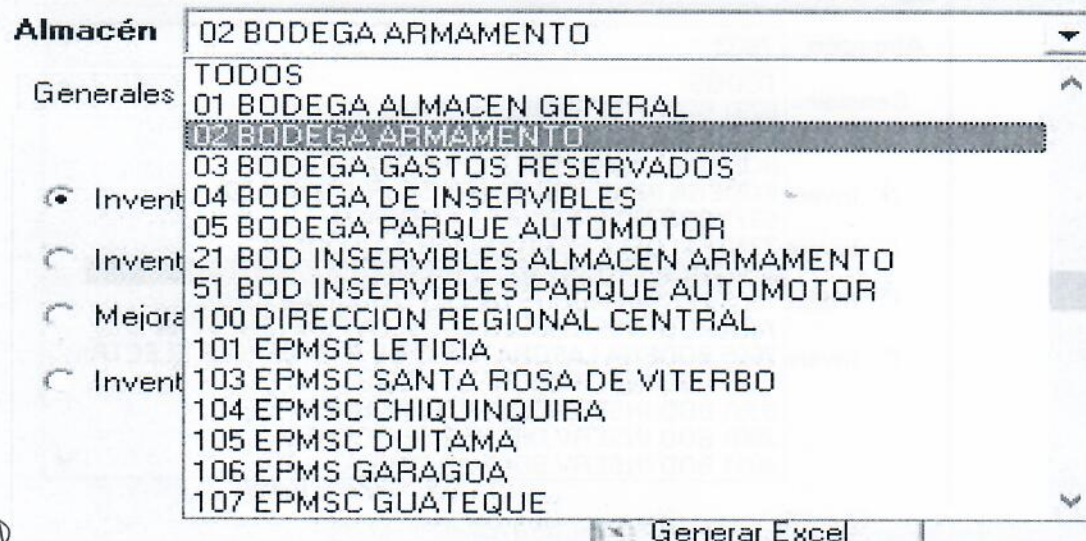 Almacén 02 BODEGA ARMAMENTO
TODOS
Generales
01 BODEGA ALMACEN GENERAL
02 BODEGA ARMAMENTO
03 BODEGA GASTOS RESERVADOS
Invent 04 BODEGA DE INSERVIBLES
05 BODEGA PARQUE AUTOMOTOR
Invent 21 BOD INSERVIBLES ALMACEN ARMAMENTO
51 BOD INSERVIBLES PARQUE AUTOMOTOR
Mejora 100 DIRECCION REGIONAL CENTRAL
101 EPMSC LETICIA
Invent 103 EPMSC SANTA ROSA DE VITERBO
104 EPMSC CHIQUINQUIRA
105 EPMSC DUITAMA
106 EPMS GARAGOA
107 EPMSC GUATEQUE
Generar Excel